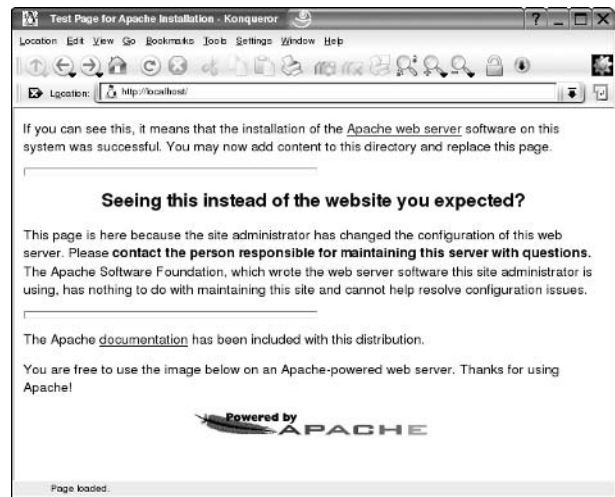 Test Page for Apache Installation - Konqueror
Location Edit View Go Bookmarks Tools Settings Window Help
Location: http://localhost/
If you can see this, it means that the installation of the Apache web server software on this
system was successful. You may now add content to this directory and replace this page.
Seeing this instead of the website you expected?
This page is here because the site administrator has changed the configuration of this web
server. Please contact the person responsible for maintaining this server with questions.
The Apache Software Foundation, which wrote the web server software this site administrator is
using, has nothing to do with maintaining this site and cannot help resolve configuration issues.
The Apache documentation has been included with this distribution.
You are free to use the image below on an Apache-powered web server. Thanks for using
Apache!
Powered by
APACHE
Page loaded.